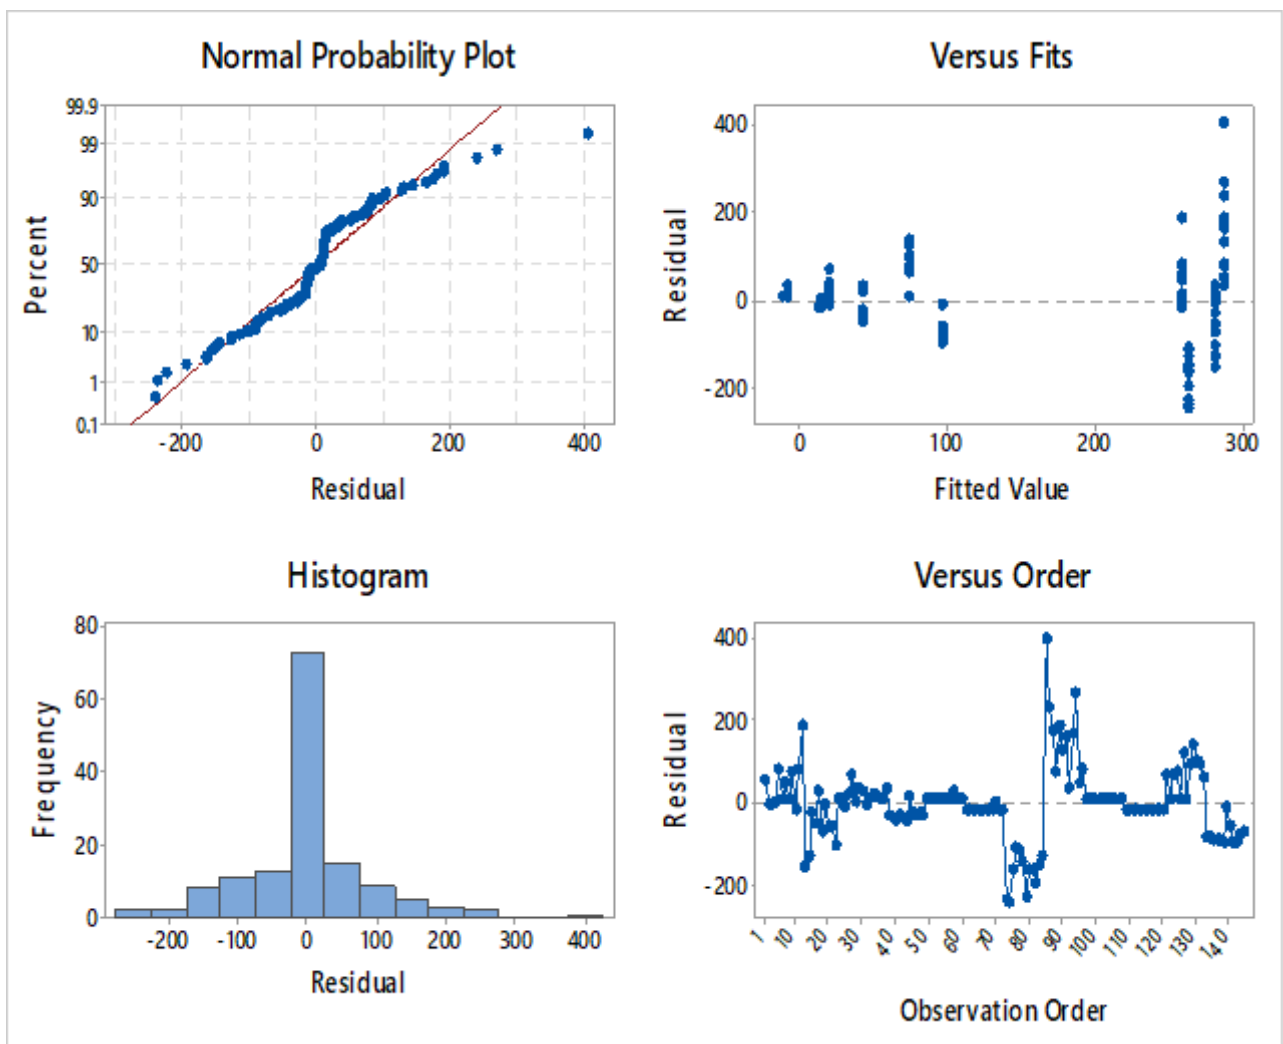 Normal Probability Plot
99.9
99
90
50
10
1
0.1
Percent
-200 0 200 400
Residual
Versus Fits
400
200
0
-200
Residual
0 100 200 300
Fitted Value
Histogram
80
60
40
20
0
Frequency
-200 -100 0 100 200 300 400
Residual
Versus Order
400
200
0
-200
Residual
1 10 20 30 40 50 60 70 80 90 100 110 120 130 140
Observation Order